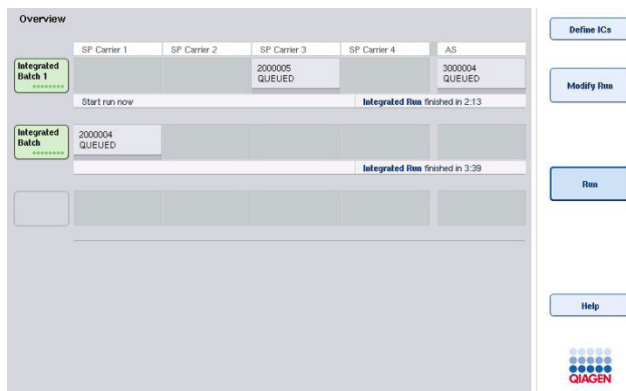 Overview
SP Carrier 1 SP Carrier 2 SP Carrier 3 SP Carrier 4 AS
Integrated
Batch 1
2000005
QUEUED
3000004
QUEUED
Start run now Integrated Run finished in 2:13
Integrated
Batch
2000004
QUEUED
Integrated Run finished in 3:39
Define ICs
Modify Run
Run
Help
QIAGEN